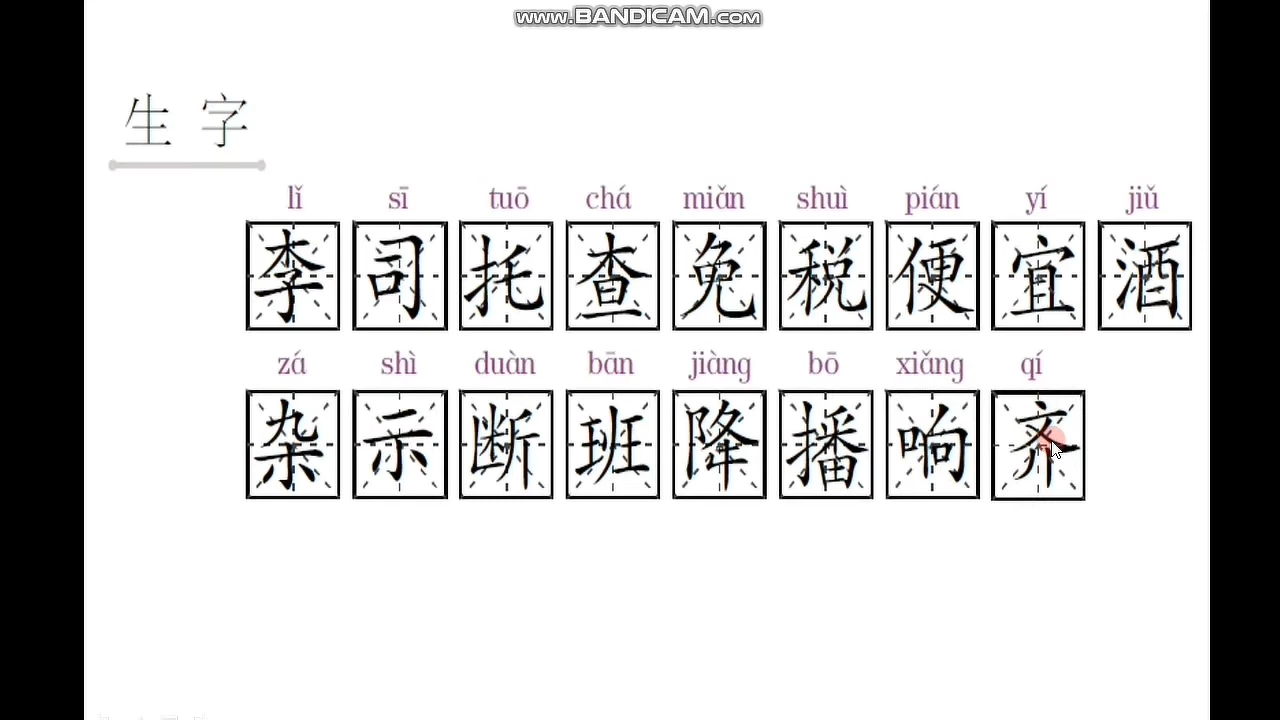 www.BANDICAM.com
生字
lǐ sī tuō chá miǎn shuì pián yí jiǔ
李 司 托 查 免 税 便 宜 酒
zá shì duàn bān jiàng bō xiǎng qí
杂 示 断 班 降 播 响 齐